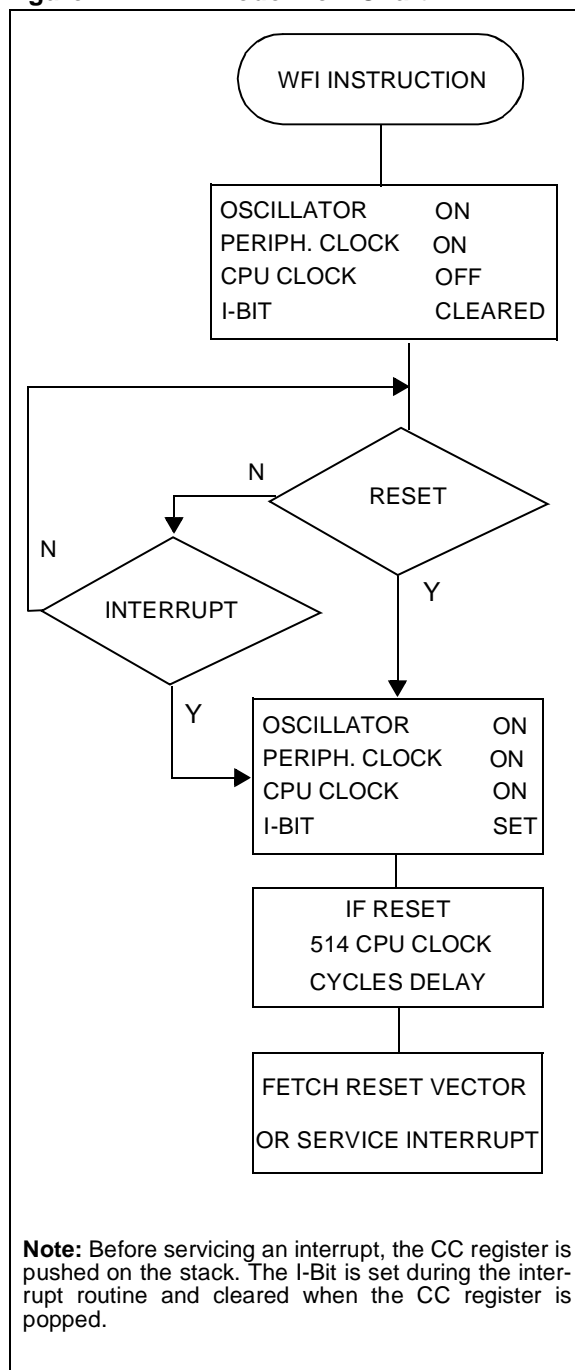 WFI INSTRUCTION
OSCILLATOR ON
PERIPH. CLOCK ON
CPU CLOCK OFF
I-BIT CLEARED
N
RESET
N
Y
INTERRUPT
Y
OSCILLATOR ON
PERIPH. CLOCK ON
CPU CLOCK ON
I-BIT SET
IF RESET
514 CPU CLOCK
CYCLES DELAY
FETCH RESET VECTOR
OR SERVICE INTERRUPT
Note: Before servicing an interrupt, the CC register is
pushed on the stack. The I-Bit is set during the inter-
rupt routine and cleared when the CC register is
popped.